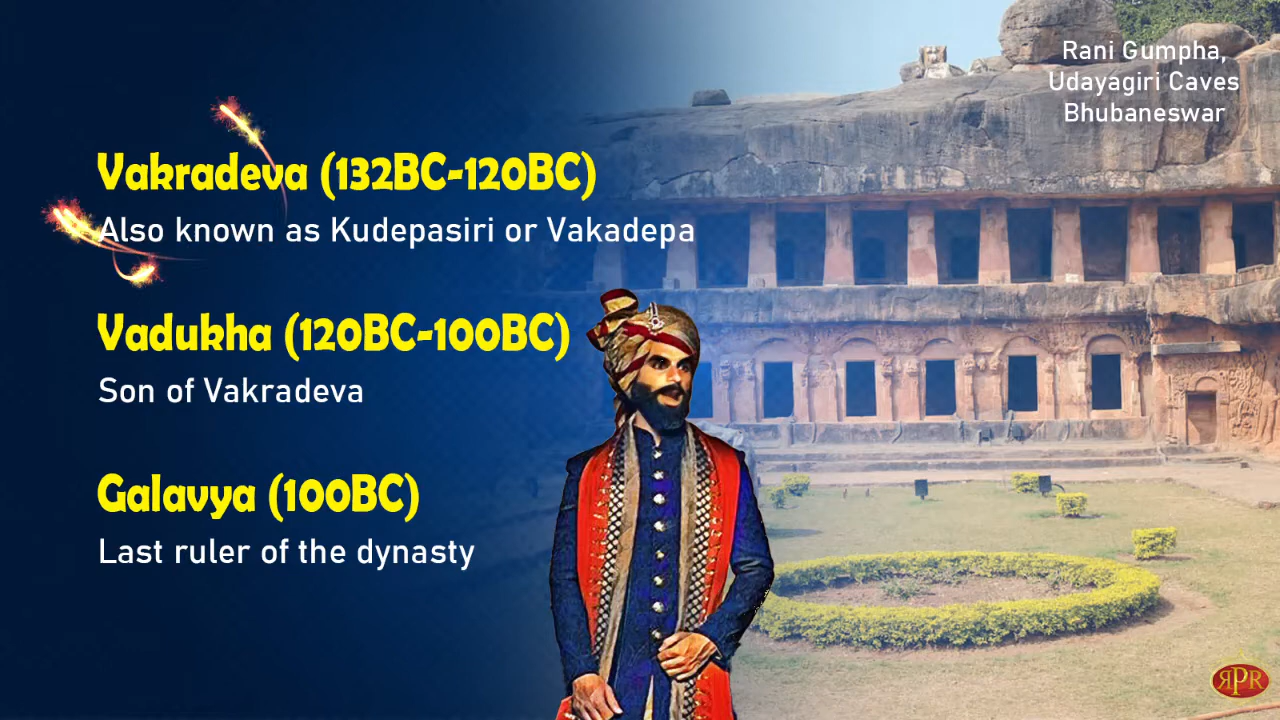 Rani Gumpha,
Udayagiri Caves
Bhubaneswar
Vakradeva (132BC-120BC)
Also known as Kudepasiri or Vakadepa
Vadukha (120BC-100BC)
Son of Vakradeva
Galavya (100BC)
Last ruler of the dynasty
RPR